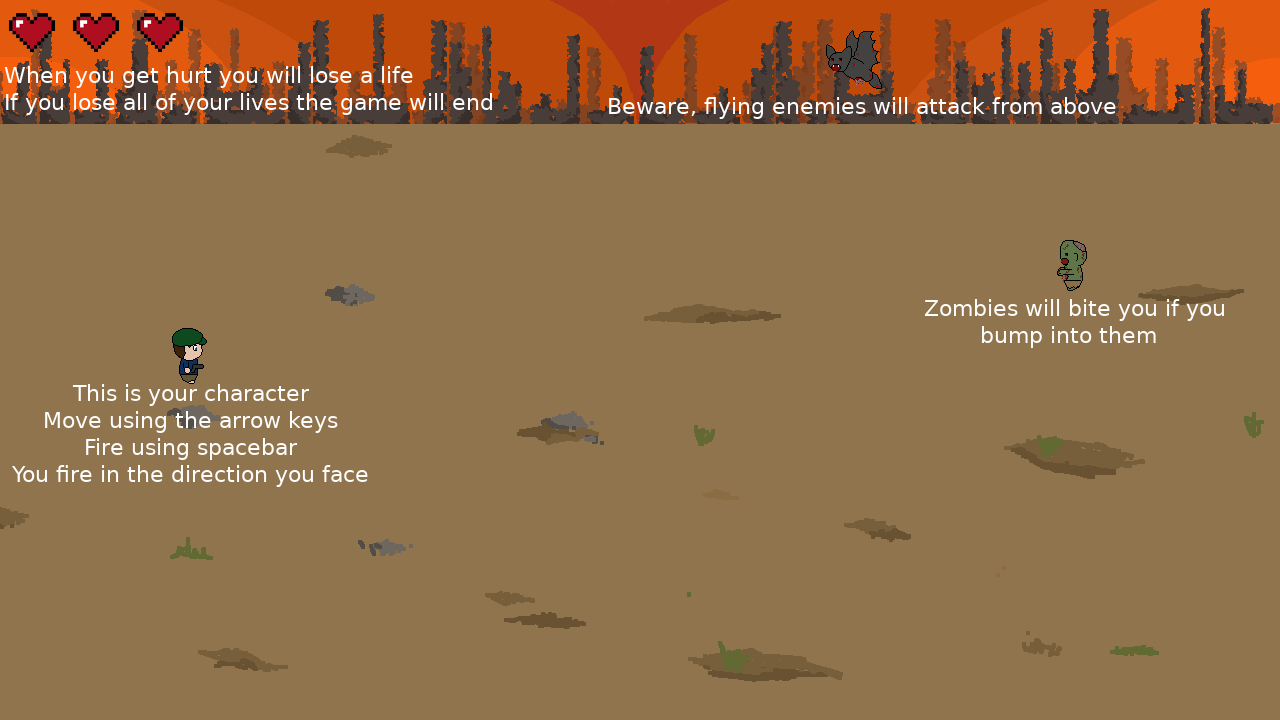 When you get hurt you will lose a life
If you lose all of your lives the game will end
Beware, flying enemies will attack from above
Zombies will bite you if you
bump into them
This is your character
Move using the arrow keys
Fire using spacebar
You fire in the direction you face